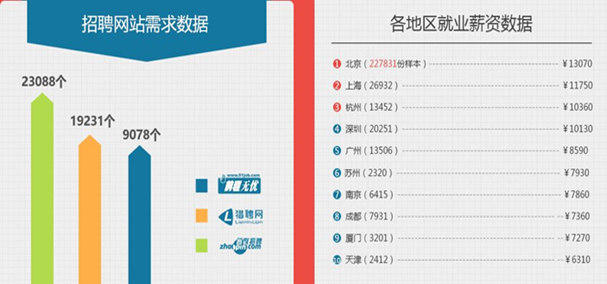 招聘网站需求数据
23088个
19231个
9078个
www.51job.com
前程无忧
猎聘网
Liepin.com
智联招聘
zhaopin.com
各地区就业薪资数据
1 北京（227831份样本） ¥13070
2 上海（26932） ¥11750
3 杭州（13452） ¥10360
4 深圳（20251） ¥10130
5 广州（13506） ¥8590
6 苏州（2320） ¥7930
7 南京（6415） ¥7860
8 成都（7931） ¥7360
9 厦门（3201） ¥7270
10 天津（2412） ¥6310